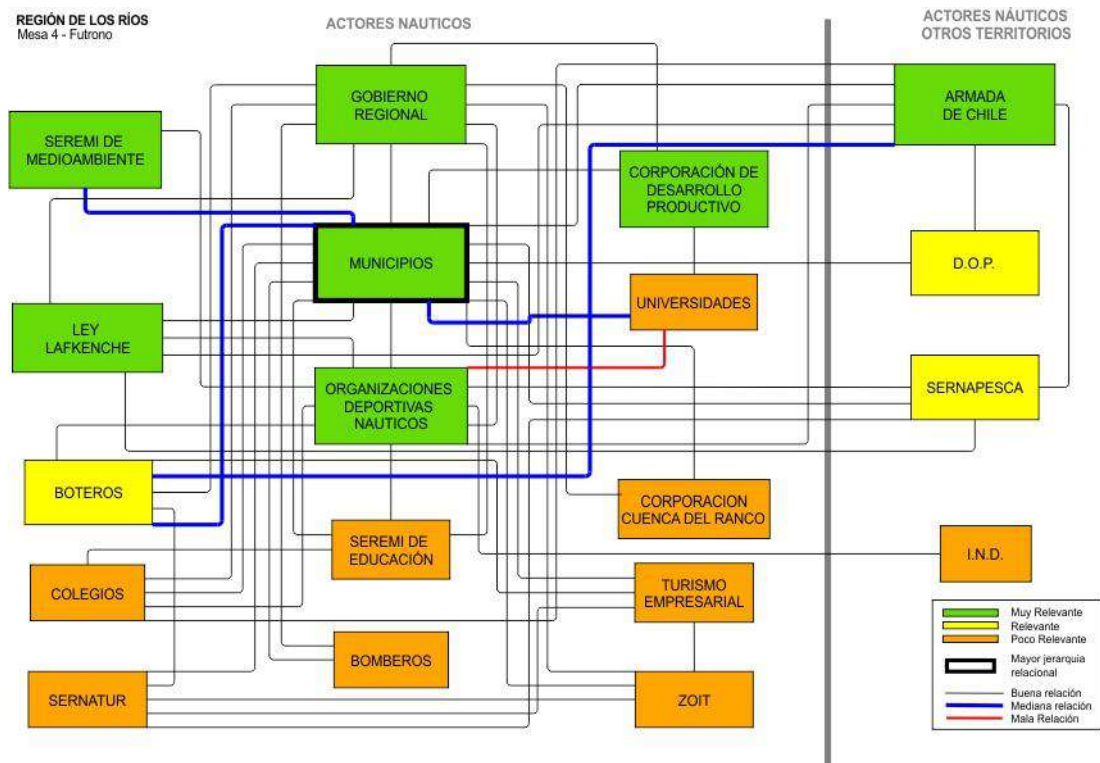 REGIÓN DE LOS RÍOS
Mesa 4 - Futrono
ACTORES NAUTICOS
ACTORES NÁUTICOS
OTROS TERRITORIOS
GOBIERNO
REGIONAL
ARMADA
DE CHILE
SEREMI DE
MEDIOAMBIENTE
CORPORACIÓN DE
DESARROLLO
PRODUCTIVO
MUNICIPIOS
D.O.P.
UNIVERSIDADES
LEY
LAFKENCHE
ORGANIZACIONES
DEPORTIVAS
NAUTICOS
SERNAPESCA
BOTEROS
CORPORACION
CUENCA DEL RANCO
SEREMI DE
EDUCACIÓN
I.N.D.
COLEGIOS
TURISMO
EMPRESARIAL
BOMBEROS
SERNATUR
ZOIT
Muy Relevante
Relevante
Poco Relevante
Mayor jerarquia
relacional
Buena relación
Mediana relación
Mala Relación